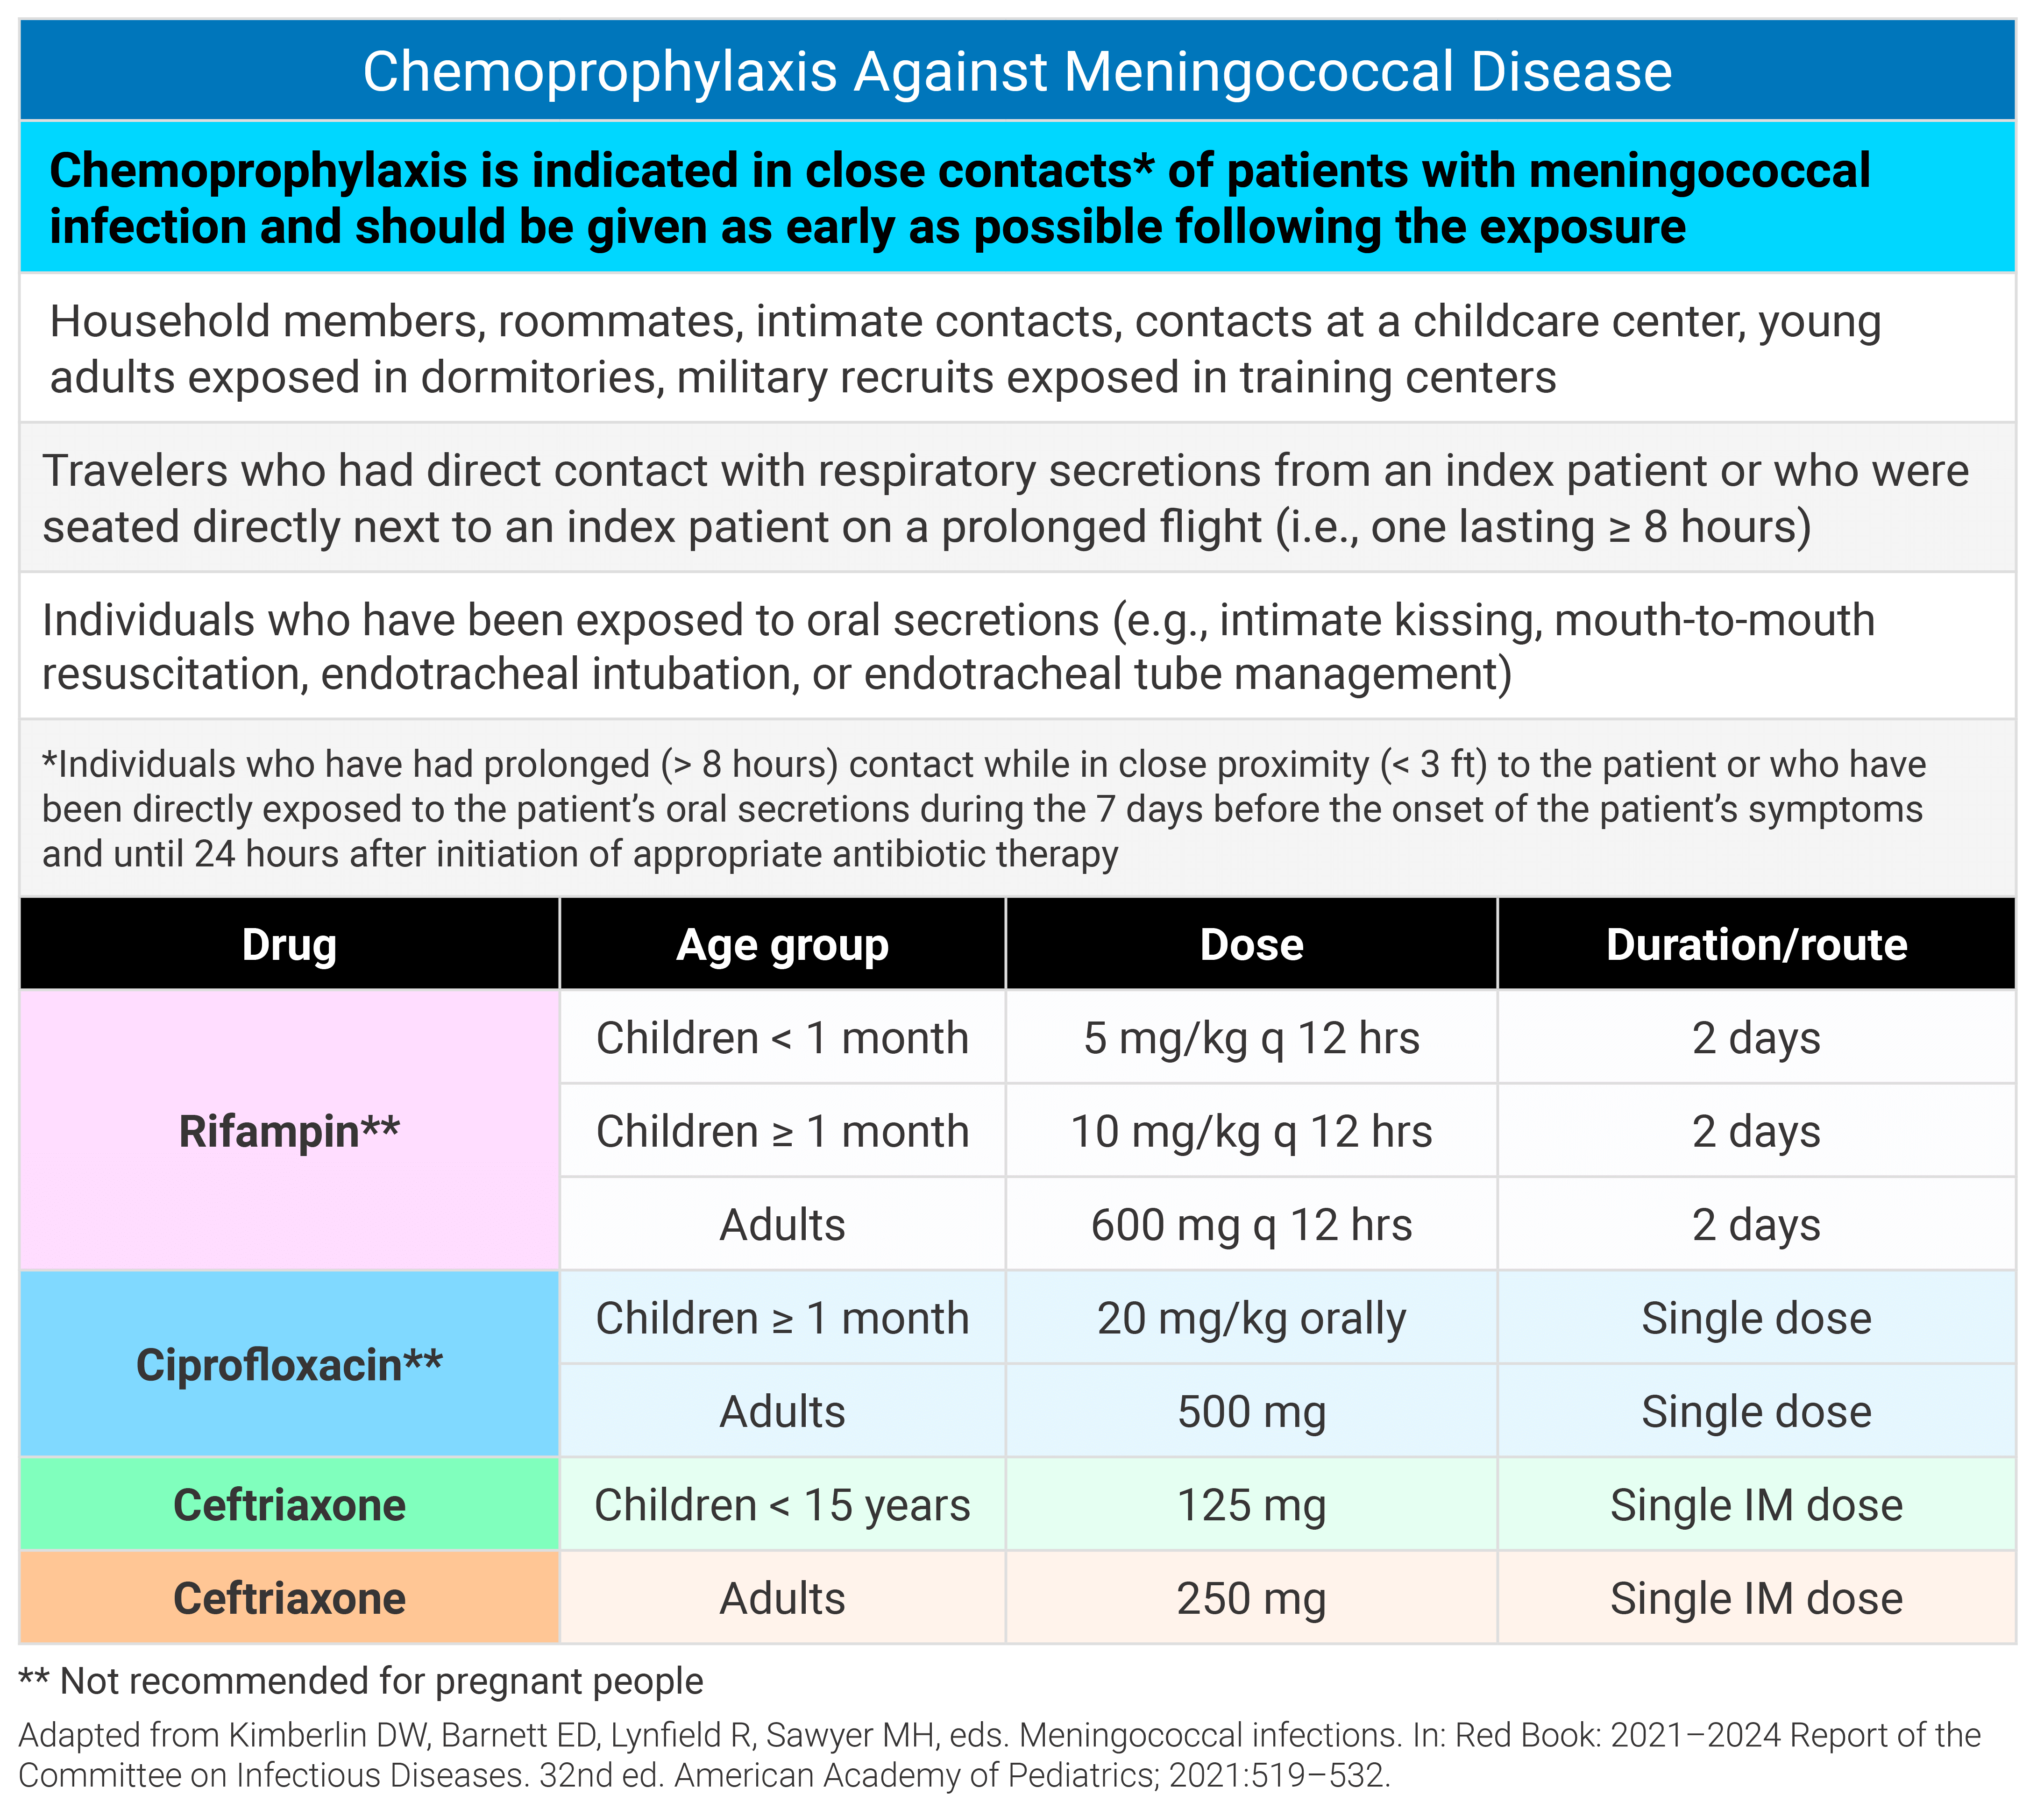 Chemoprophylaxis Against Meningococcal Disease
Chemoprophylaxis is indicated in close contacts* of patients with meningococcal
infection and should be given as early as possible following the exposure
Household members, roommates, intimate contacts, contacts at a childcare center, young
adults exposed in dormitories, military recruits exposed in training centers
Travelers who had direct contact with respiratory secretions from an index patient or who were
seated directly next to an index patient on a prolonged flight (i.e., one lasting ≥ 8 hours)
Individuals who have been exposed to oral secretions (e.g., intimate kissing, mouth-to-mouth
resuscitation, endotracheal intubation, or endotracheal tube management)
*Individuals who have had prolonged (> 8 hours) contact while in close proximity (< 3 ft) to the patient or who have
been directly exposed to the patient’s oral secretions during the 7 days before the onset of the patient’s symptoms
and until 24 hours after initiation of appropriate antibiotic therapy
Drug Age group Dose Duration/route
Rifampin**
Children < 1 month 5 mg/kg q 12 hrs 2 days
Children ≥ 1 month 10 mg/kg q 12 hrs 2 days
Adults 600 mg q 12 hrs 2 days
Ciprofloxacin**
Children ≥ 1 month 20 mg/kg orally Single dose
Adults 500 mg Single dose
Ceftriaxone Children < 15 years 125 mg Single IM dose
Ceftriaxone Adults 250 mg Single IM dose
** Not recommended for pregnant people
Adapted from Kimberlin DW, Barnett ED, Lynfield R, Sawyer MH, eds. Meningococcal infections. In: Red Book: 2021–2024 Report of the
Committee on Infectious Diseases. 32nd ed. American Academy of Pediatrics; 2021:519–532.